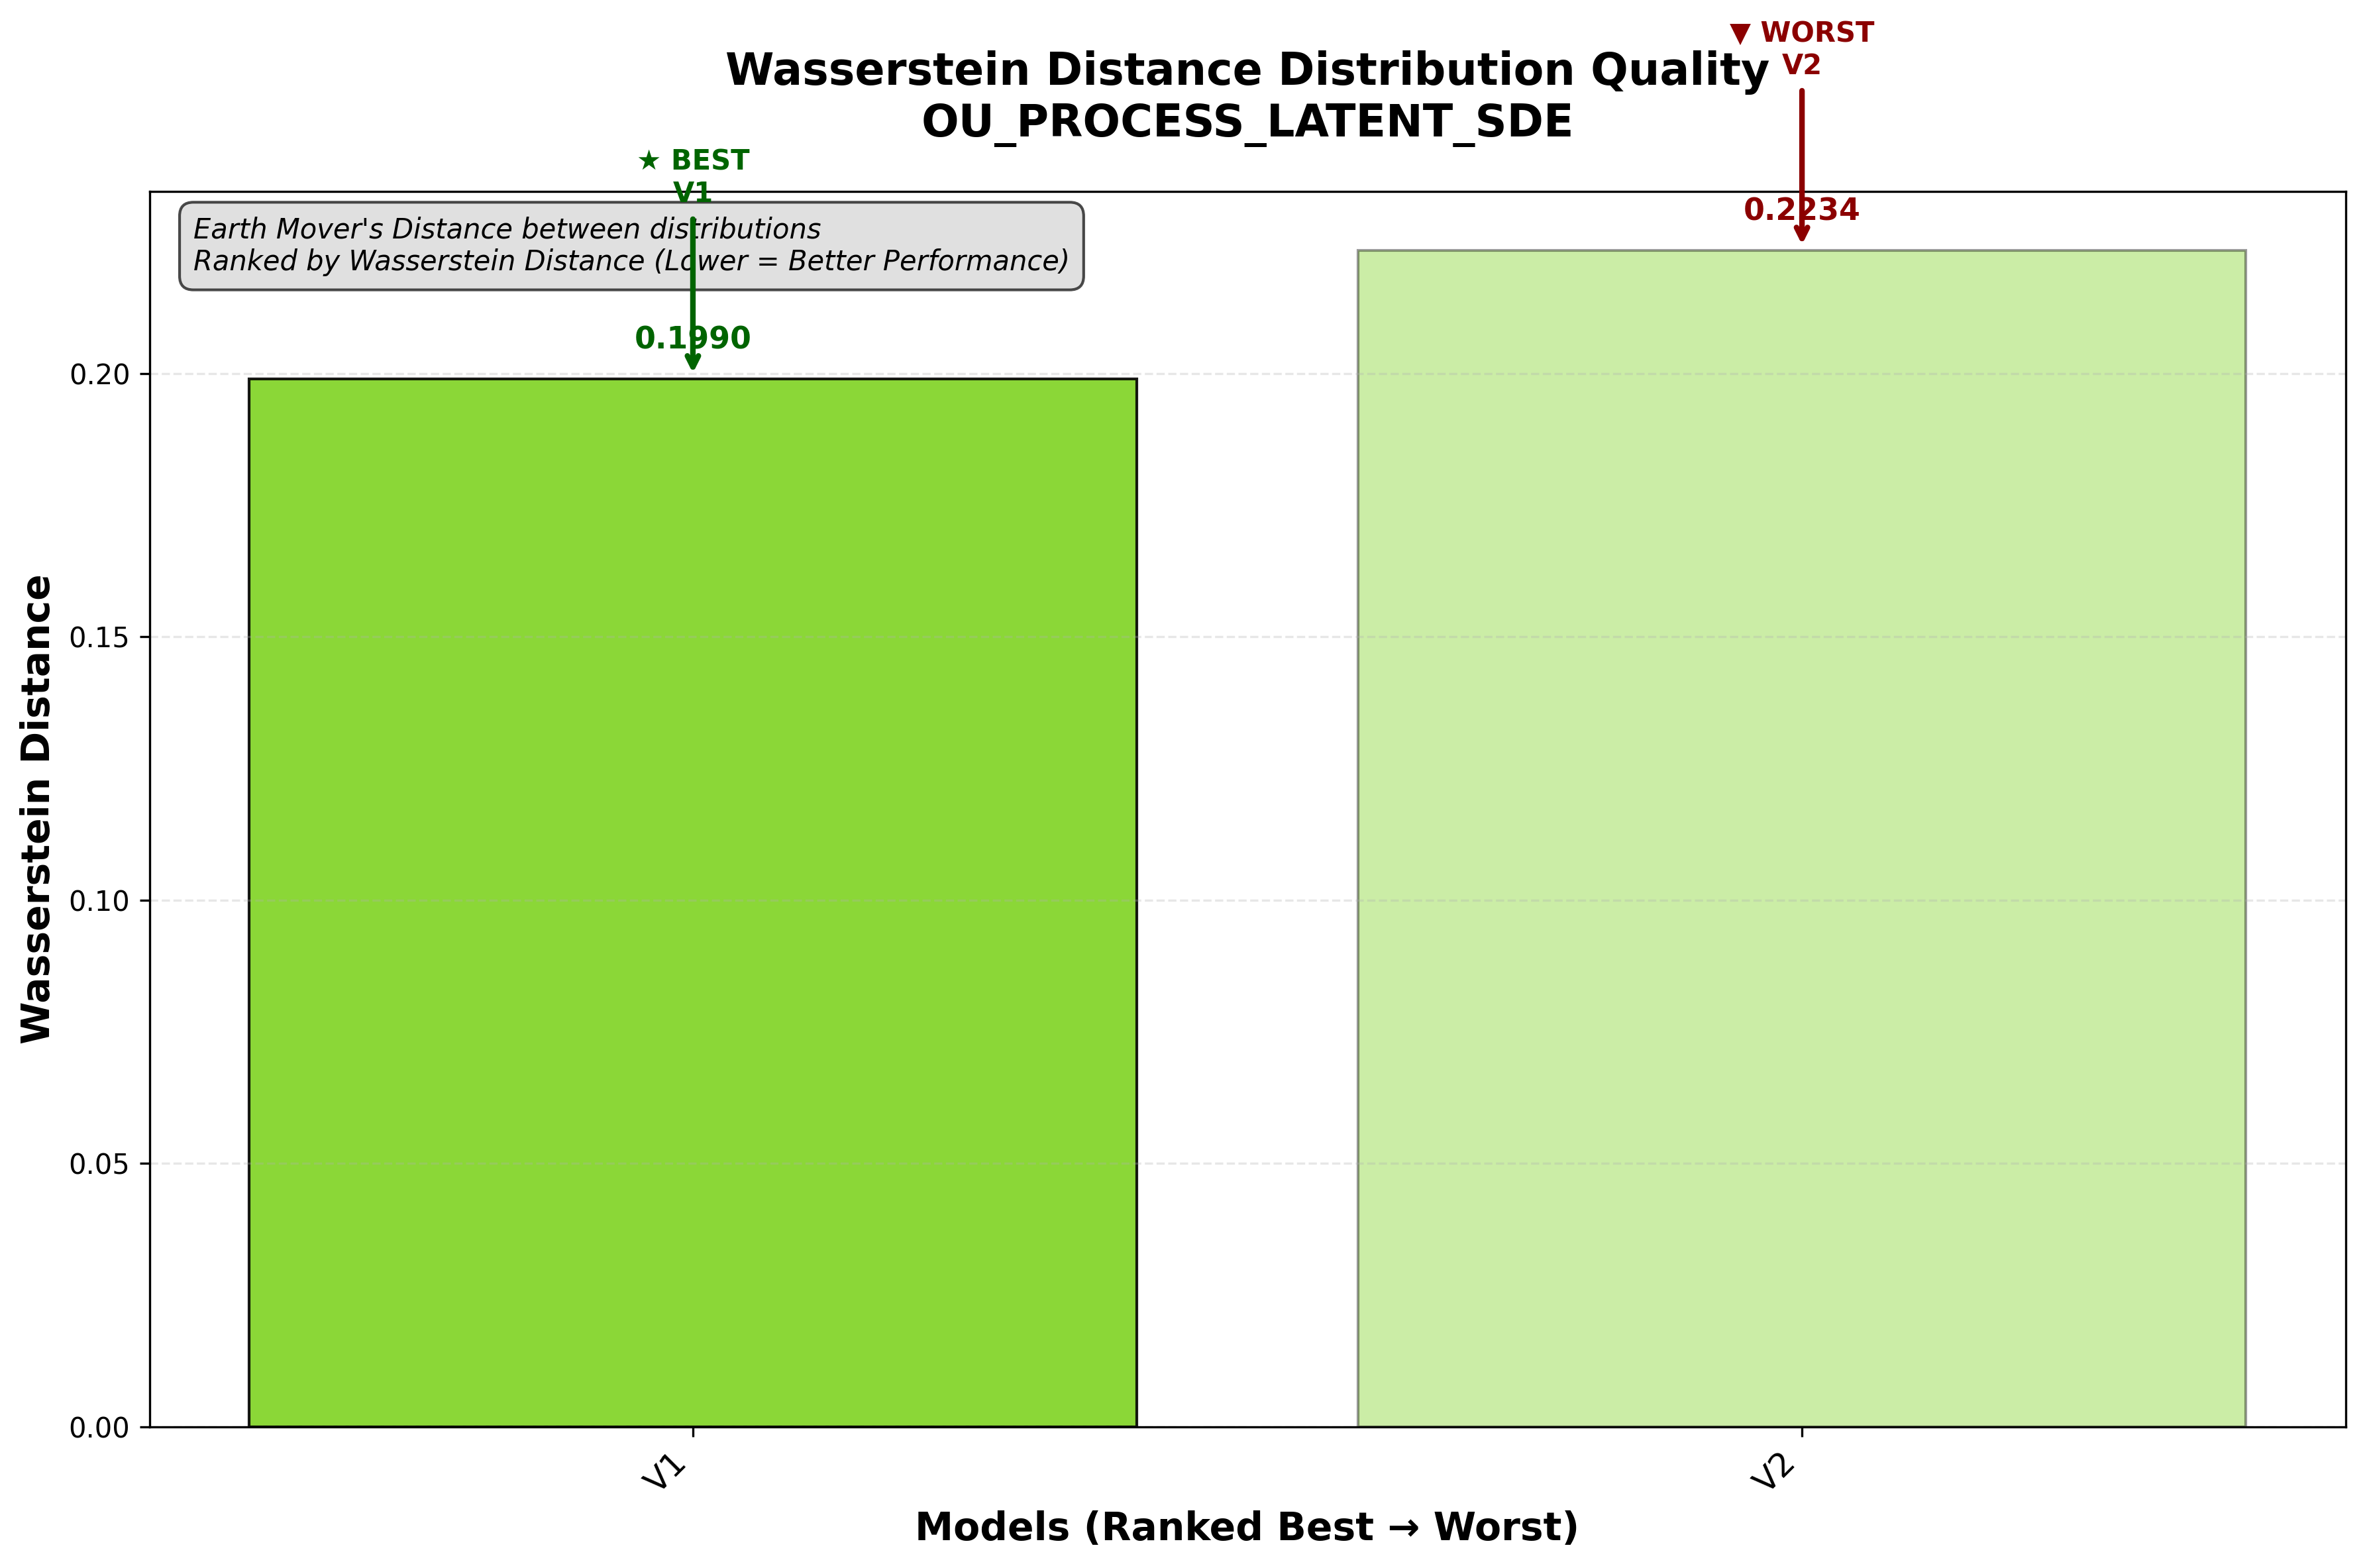 ▼ WORST
V2
Wasserstein Distance Distribution Quality
OU_PROCESS_LATENT_SDE
★ BEST
V1
Earth Mover's Distance between distributions
Ranked by Wasserstein Distance (Lower = Better Performance)
0.2234
0.1990
Wasserstein Distance
0.20
0.15
0.10
0.05
0.00
V1
V2
Models (Ranked Best → Worst)